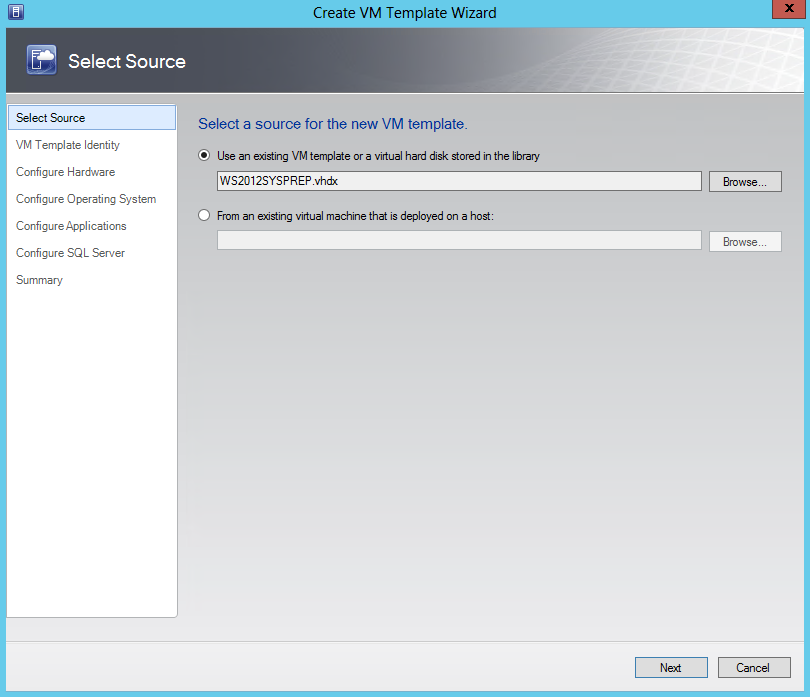 Create VM Template Wizard
x
Select Source
Select Source
VM Template Identity
Configure Hardware
Configure Operating System
Configure Applications
Configure SQL Server
Summary
Select a source for the new VM template.
Use an existing VM template or a virtual hard disk stored in the library
WS2012SYSPREP.vhdx
Browse...
From an existing virtual machine that is deployed on a host:
Browse...
Next
Cancel